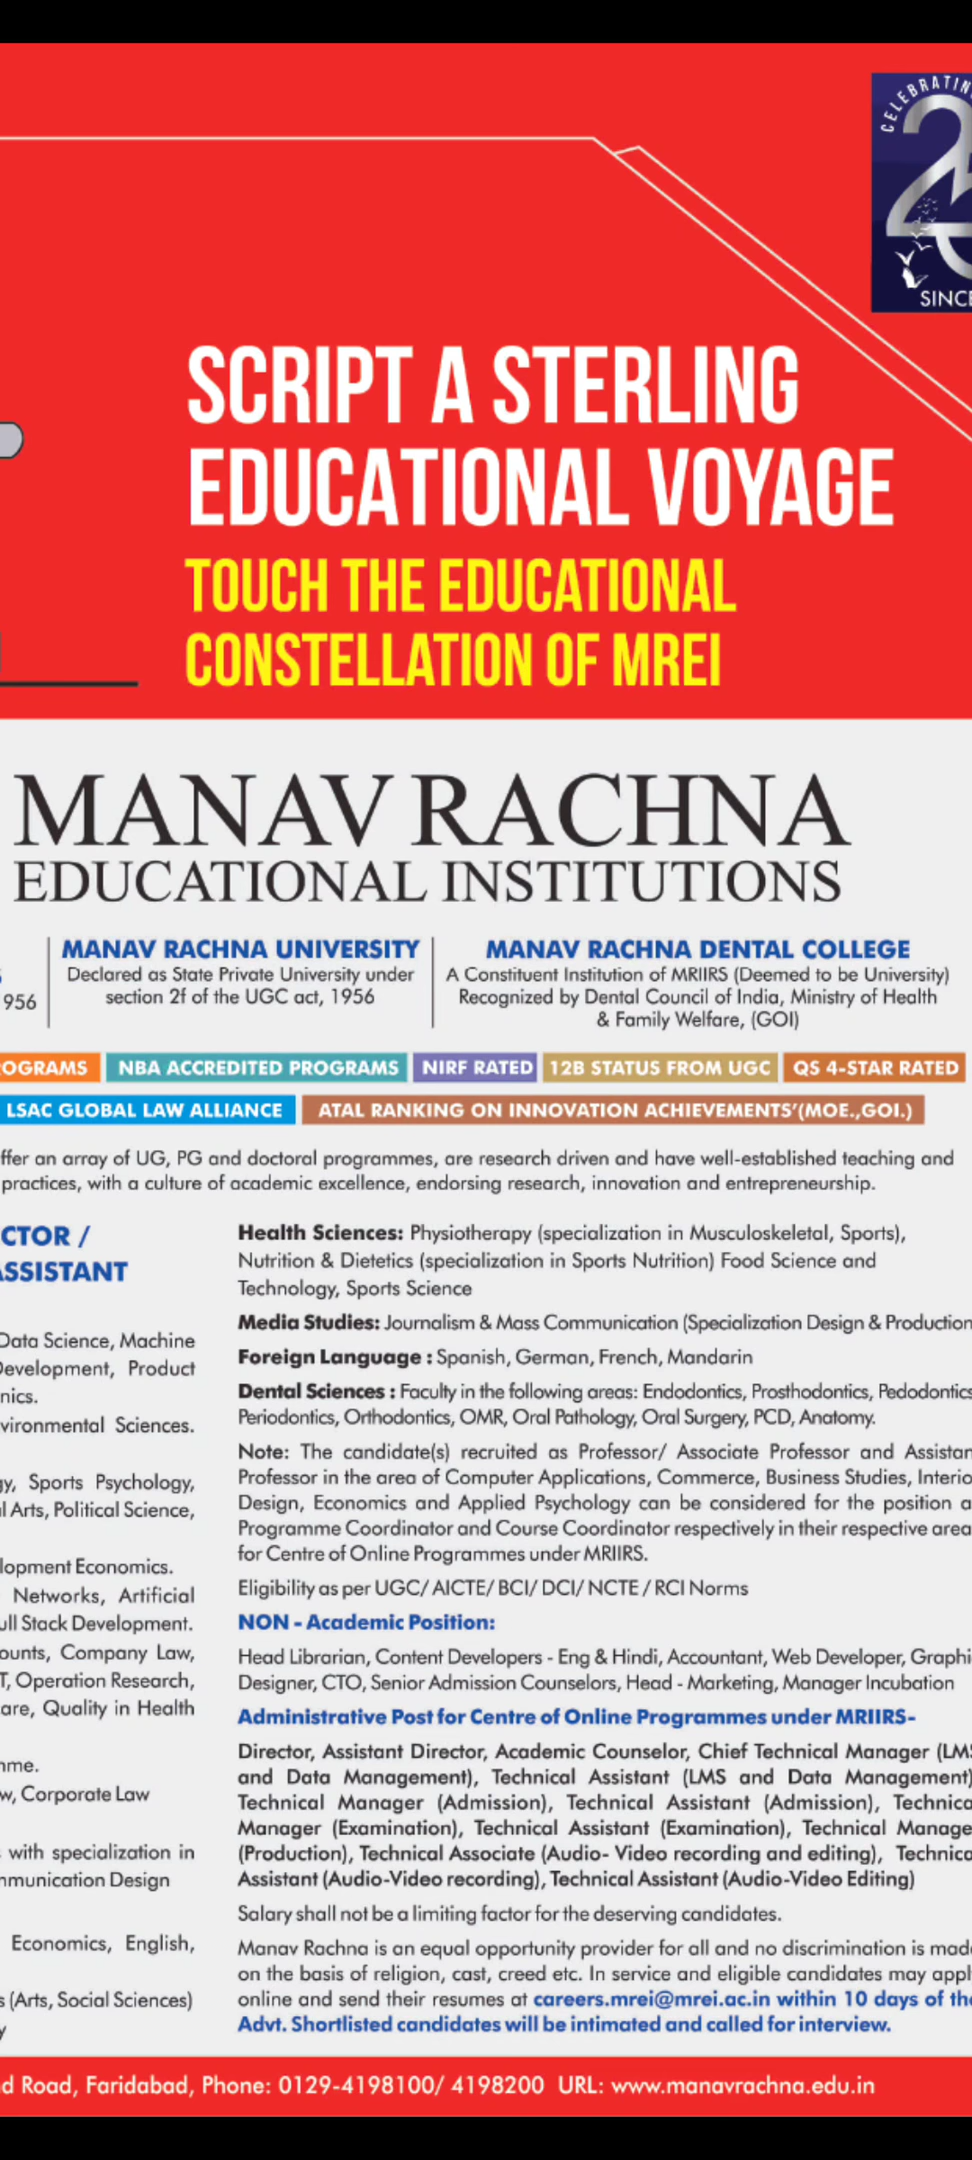 CELEBRATIN
25
SINCE
SCRIPT A STERLING
EDUCATIONAL VOYAGE
TOUCH THE EDUCATIONAL
CONSTELLATION OF MREI
MANAV RACHNA
EDUCATIONAL INSTITUTIONS
1956
MANAV RACHNA UNIVERSITY
Declared as State Private University under
section 2f of the UGC act, 1956
MANAV RACHNA DENTAL COLLEGE
A Constituent Institution of MRIIRS (Deemed to be University)
Recognized by Dental Council of India, Ministry of Health
& Family Welfare, (GOI)
OGRAMS NBA ACCREDITED PROGRAMS NIRF RATED 12B STATUS FROM UGC QS 4-STAR RATED
LSAC GLOBAL LAW ALLIANCE ATAL RANKING ON INNOVATION ACHIEVEMENTS'(MOE.,GOI.)
ffer an array of UG, PG and doctoral programmes, are research driven and have well-established teaching and
practices, with a culture of academic excellence, endorsing research, innovation and entrepreneurship.
CTOR /
ASSISTANT
Data Science, Machine
Development, Product
nics.
vironmental Sciences.
gy, Sports Psychology,
l Arts, Political Science,
lopment Economics.
Networks, Artificial
ull Stack Development.
ounts, Company Law,
T, Operation Research,
are, Quality in Health
me.
w, Corporate Law
with specialization in
mmunication Design
Economics, English,
s (Arts, Social Sciences)
y
Health Sciences: Physiotherapy (specialization in Musculoskeletal, Sports),
Nutrition & Dietetics (specialization in Sports Nutrition) Food Science and
Technology, Sports Science
Media Studies: Journalism & Mass Communication (Specialization Design & Production
Foreign Language : Spanish, German, French, Mandarin
Dental Sciences : Faculty in the following areas: Endodontics, Prosthodontics, Pedodontics
Periodontics, Orthodontics, OMR, Oral Pathology, Oral Surgery, PCD, Anatomy.
Note: The candidate(s) recruited as Professor/ Associate Professor and Assistan
Professor in the area of Computer Applications, Commerce, Business Studies, Interio
Design, Economics and Applied Psychology can be considered for the position a
Programme Coordinator and Course Coordinator respectively in their respective area
for Centre of Online Programmes under MRIIRS.
Eligibility as per UGC/ AICTE/ BCI/ DCI/ NCTE / RCI Norms
NON - Academic Position:
Head Librarian, Content Developers - Eng & Hindi, Accountant, Web Developer, Graphi
Designer, CTO, Senior Admission Counselors, Head - Marketing, Manager Incubation
Administrative Post for Centre of Online Programmes under MRIIRS-
Director, Assistant Director, Academic Counselor, Chief Technical Manager (LMS
and Data Management), Technical Assistant (LMS and Data Management)
Technical Manager (Admission), Technical Assistant (Admission), Technica
Manager (Examination), Technical Assistant (Examination), Technical Manage
(Production), Technical Associate (Audio- Video recording and editing), Technica
Assistant (Audio-Video recording), Technical Assistant (Audio-Video Editing)
Salary shall not be a limiting factor for the deserving candidates.
Manav Rachna is an equal opportunity provider for all and no discrimination is made
on the basis of religion, cast, creed etc. In service and eligible candidates may appl
online and send their resumes at careers.mrei@mrei.ac.in within 10 days of the
Advt. Shortlisted candidates will be intimated and called for interview.
d Road, Faridabad, Phone: 0129-4198100/ 4198200 URL: www.manavrachna.edu.in